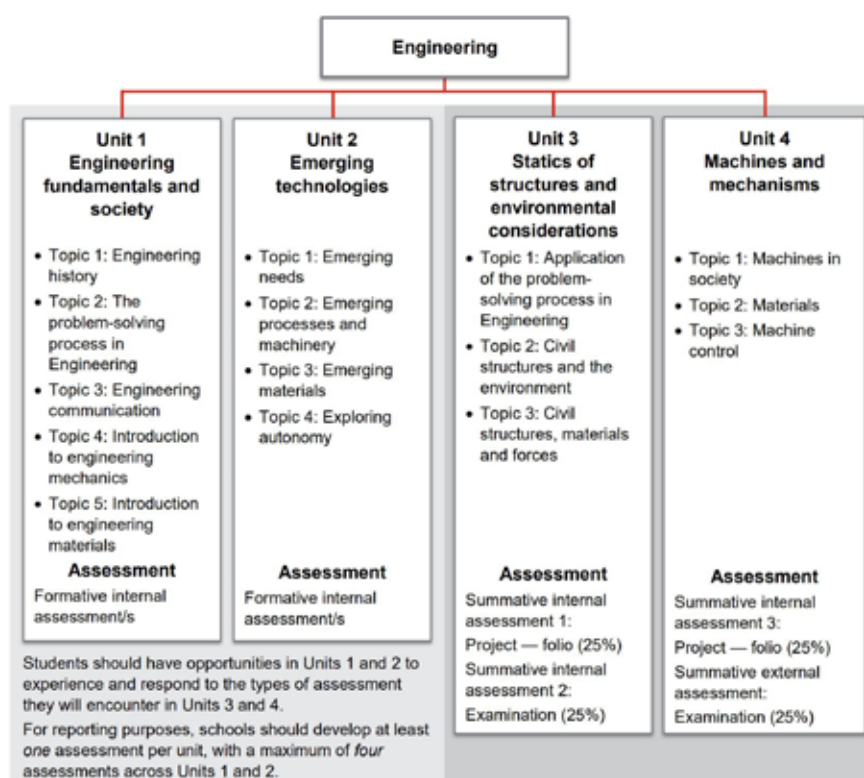 Engineering
Unit 1
Engineering
fundamentals and
society
• Topic 1: Engineering
history
• Topic 2: The
problem-solving
process in
Engineering
• Topic 3: Engineering
communication
• Topic 4: Introduction
to engineering
mechanics
• Topic 5: Introduction
to engineering
materials
Assessment
Formative internal
assessment/s
Unit 2
Emerging
technologies
• Topic 1: Emerging
needs
• Topic 2: Emerging
processes and
machinery
• Topic 3: Emerging
materials
• Topic 4: Exploring
autonomy
Assessment
Formative internal
assessment/s
Students should have opportunities in Units 1 and 2 to
experience and respond to the types of assessment
they will encounter in Units 3 and 4.
For reporting purposes, schools should develop at least
one assessment per unit, with a maximum of four
assessments across Units 1 and 2.
Unit 3
Statics of
structures and
environmental
considerations
• Topic 1: Application
of the problem-
solving process in
Engineering
• Topic 2: Civil
structures and the
environment
• Topic 3: Civil
structures, materials
and forces
Assessment
Summative internal
assessment 1:
Project — folio (25%)
Summative internal
assessment 2:
Examination (25%)
Unit 4
Machines and
mechanisms
• Topic 1: Machines in
society
• Topic 2: Materials
• Topic 3: Machine
control
Assessment
Summative internal
assessment 3:
Project — folio (25%)
Summative external
assessment:
Examination (25%)